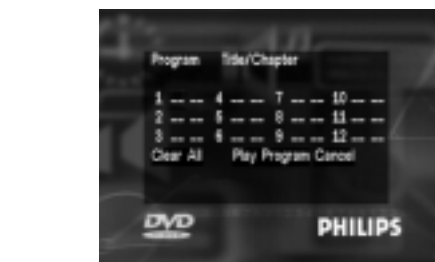 Program Title/Chapter
1 -- -- 4 -- -- 7 -- -- 10 -- --
2 -- -- 5 -- -- 8 -- -- 11 -- --
3 -- -- 6 -- -- 9 -- -- 12 -- --
Clear All Play Program Cancel
DVD
PHILIPS